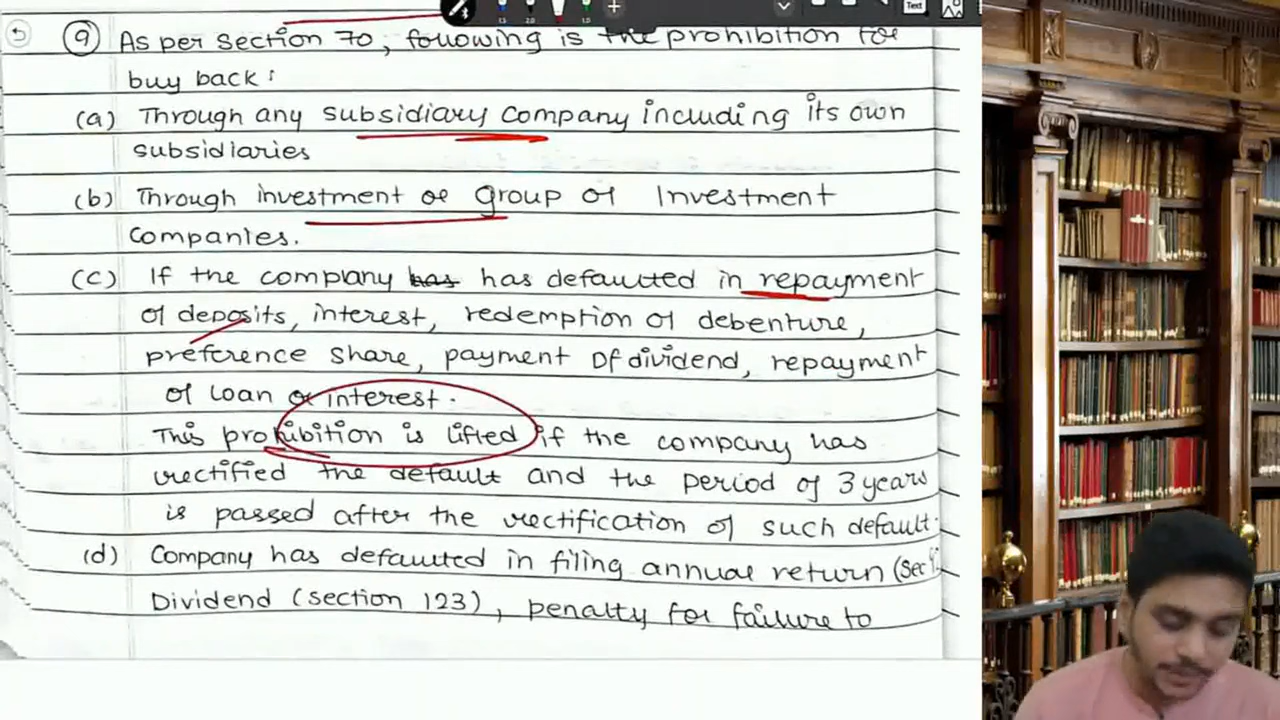 (9) As per Section 70, following is the prohibition for
buy back:
(a) Through any subsidiary company including its own
subsidiaries
(b) Through investment or group of Investment
companies.
(c) If the company has has defaulted in repayment
of deposits, interest, redemption of debenture,
preference share, payment of dividend, repayment
of loan or interest.
This prohibition is lifted if the company has
rectified the default and the period of 3 years
is passed after the rectification of such default.
(d) Company has defaulted in filing annual return (Sec
Dividend (section 123), penalty for failure to
Text